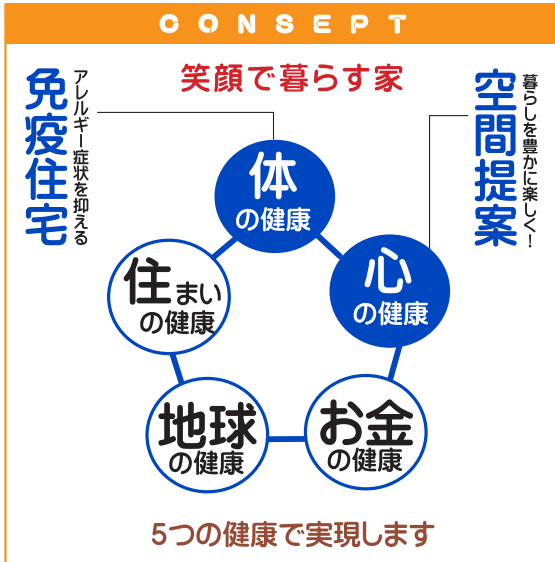 CONSEPT
笑顔で暮らす家
免疫住宅
アレルギー症状を抑える
空間提案
暮らしを豊かに楽しく！
体
の健康
心
の健康
住まい
の健康
地球
の健康
お金
の健康
5つの健康で実現します